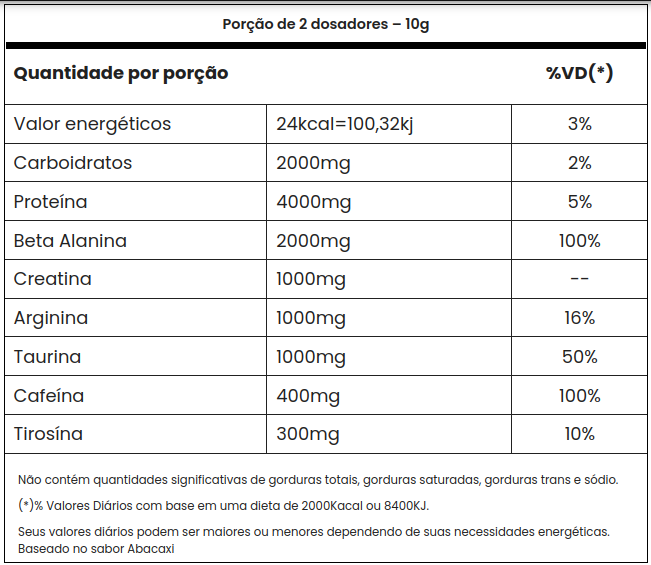 Porção de 2 dosadores – 10g
Quantidade por porção %VD(*)
Valor energéticos 24kcal=100,32kj 3%
Carboidratos 2000mg 2%
Proteína 4000mg 5%
Beta Alanina 2000mg 100%
Creatina 1000mg --
Arginina 1000mg 16%
Taurina 1000mg 50%
Cafeína 400mg 100%
Tirosína 300mg 10%
Não contém quantidades significativas de gorduras totais, gorduras saturadas, gorduras trans e sódio.
(*)% Valores Diários com base em uma dieta de 2000Kacal ou 8400KJ.
Seus valores diários podem ser maiores ou menores dependendo de suas necessidades energéticas.
Baseado no sabor Abacaxi